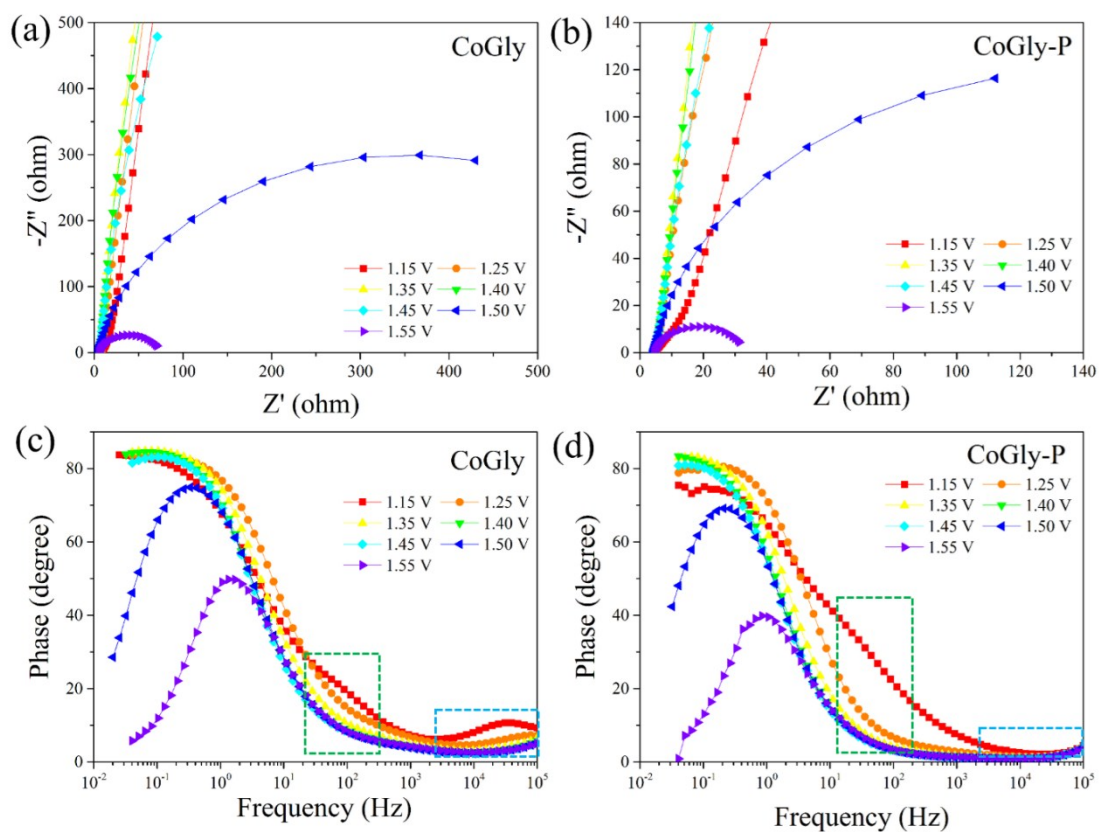 (a)
CoGly
500
400
300
200
100
0
-Z'' (ohm)
1.15 V 1.25 V
1.35 V 1.40 V
1.45 V 1.50 V
1.55 V
0 100 200 300 400 500
Z' (ohm)
(b)
CoGly-P
140
120
100
80
60
40
20
0
-Z'' (ohm)
1.15 V 1.25 V
1.35 V 1.40 V
1.45 V 1.50 V
1.55 V
0 20 40 60 80 100 120 140
Z' (ohm)
(c)
CoGly
80
60
40
20
0
Phase (degree)
1.15 V 1.25 V
1.35 V 1.40 V
1.45 V 1.50 V
1.55 V
10⁻² 10⁻¹ 10⁰ 10¹ 10² 10³ 10⁴ 10⁵
Frequency (Hz)
(d)
CoGly-P
80
60
40
20
0
Phase (degree)
1.15 V 1.25 V
1.35 V 1.40 V
1.45 V 1.50 V
1.55 V
10⁻² 10⁻¹ 10⁰ 10¹ 10² 10³ 10⁴ 10⁵
Frequency (Hz)